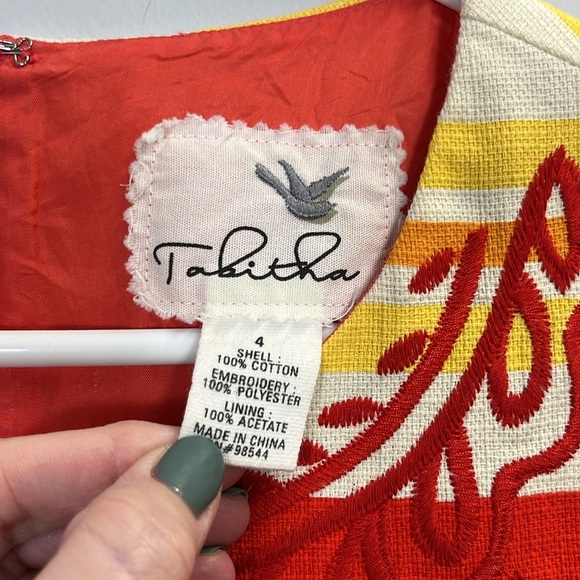 Tabitha
4
SHELL :
100% COTTON
EMBROIDERY :
100% POLYESTER
LINING :
100% ACETATE
MADE IN CHINA
N#98544